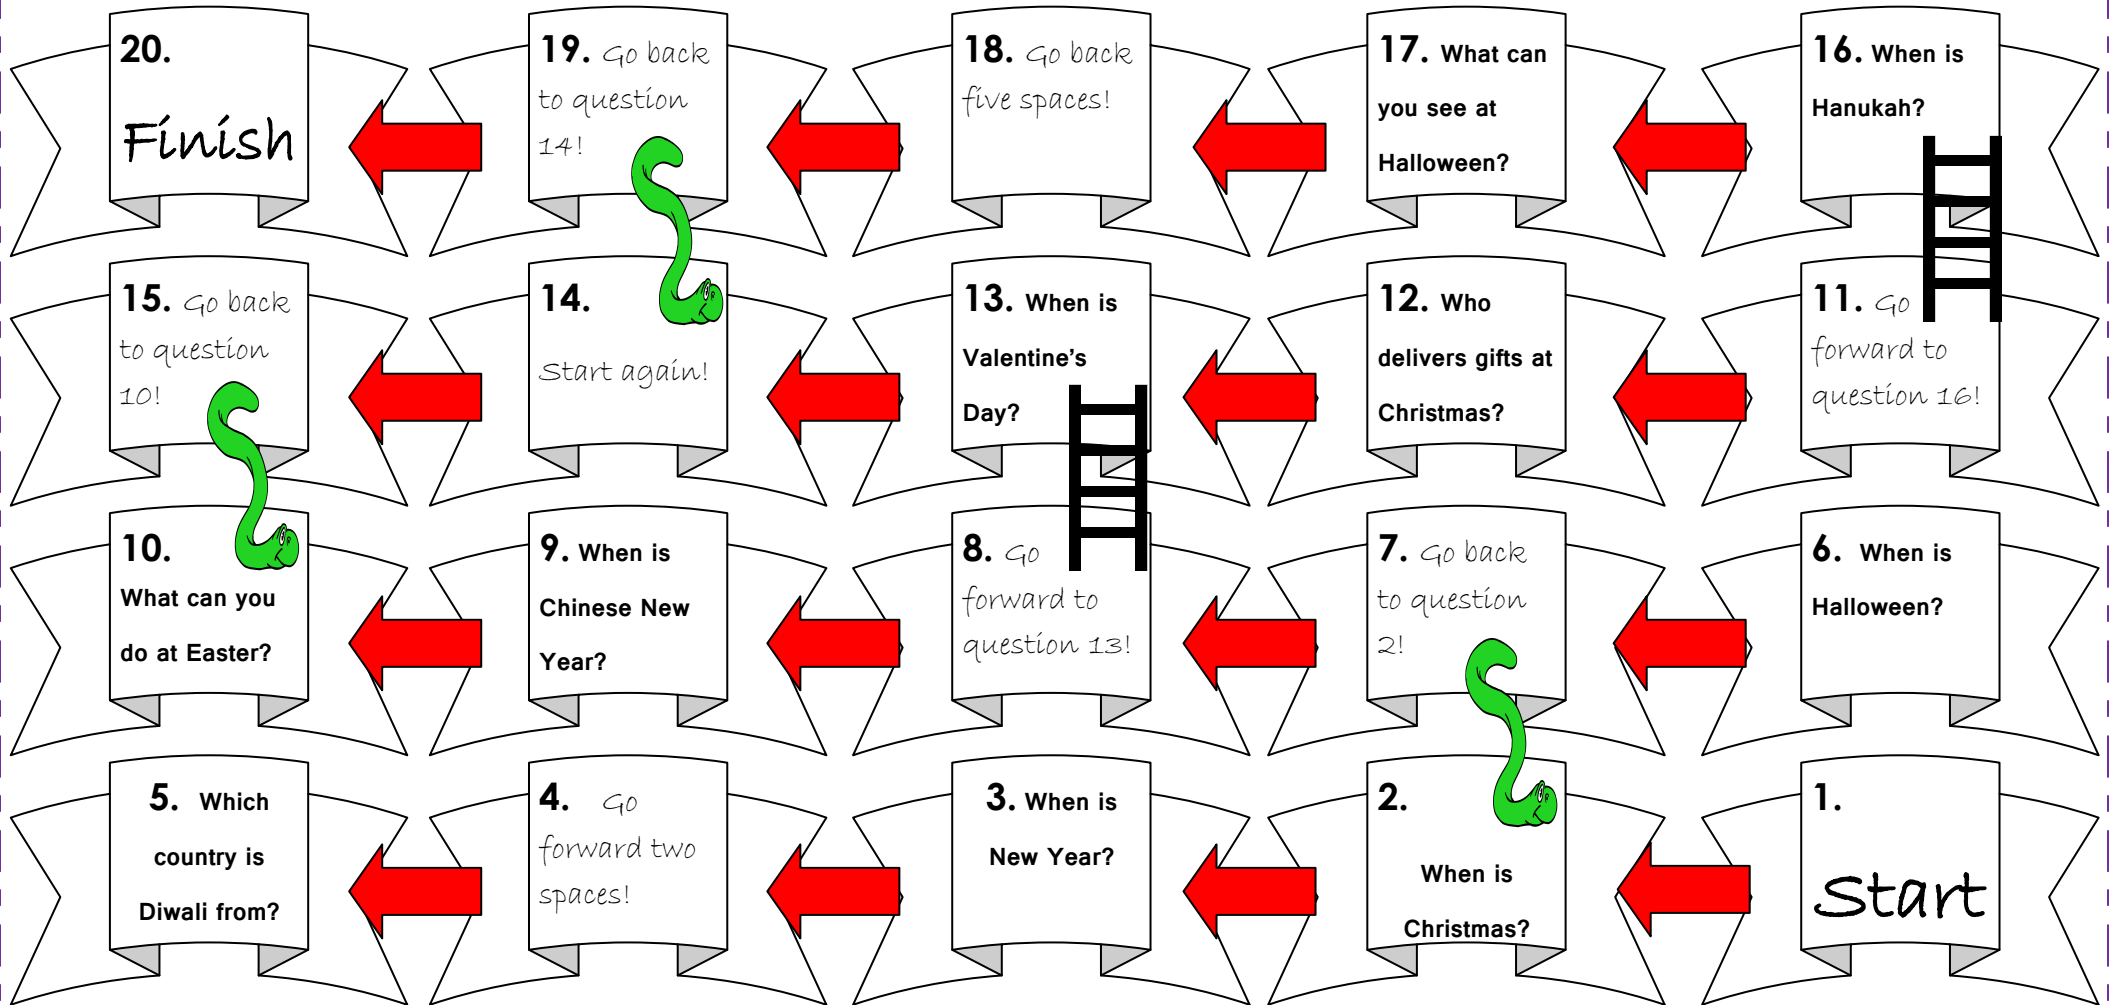 20.
Finish
19. Go back
to question
14!
18. Go back
five spaces!
17. What can
you see at
Halloween?
16. When is
Hanukah?
15. Go back
to question
10!
14.
Start again!
13. When is
Valentine's
Day?
12. Who
delivers gifts at
Christmas?
11. Go
forward to
question 16!
10.
What can you
do at Easter?
9. When is
Chinese New
Year?
8. Go
forward to
question 13!
7. Go back
to question
2!
6. When is
Halloween?
5. Which
country is
Diwali from?
4. Go
forward two
spaces!
3. When is
New Year?
2.
When is
Christmas?
1.
Start